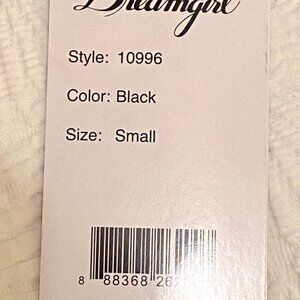 Dreamgirl
Style: 10996
Color: Black
Size: Small
8 88368 26